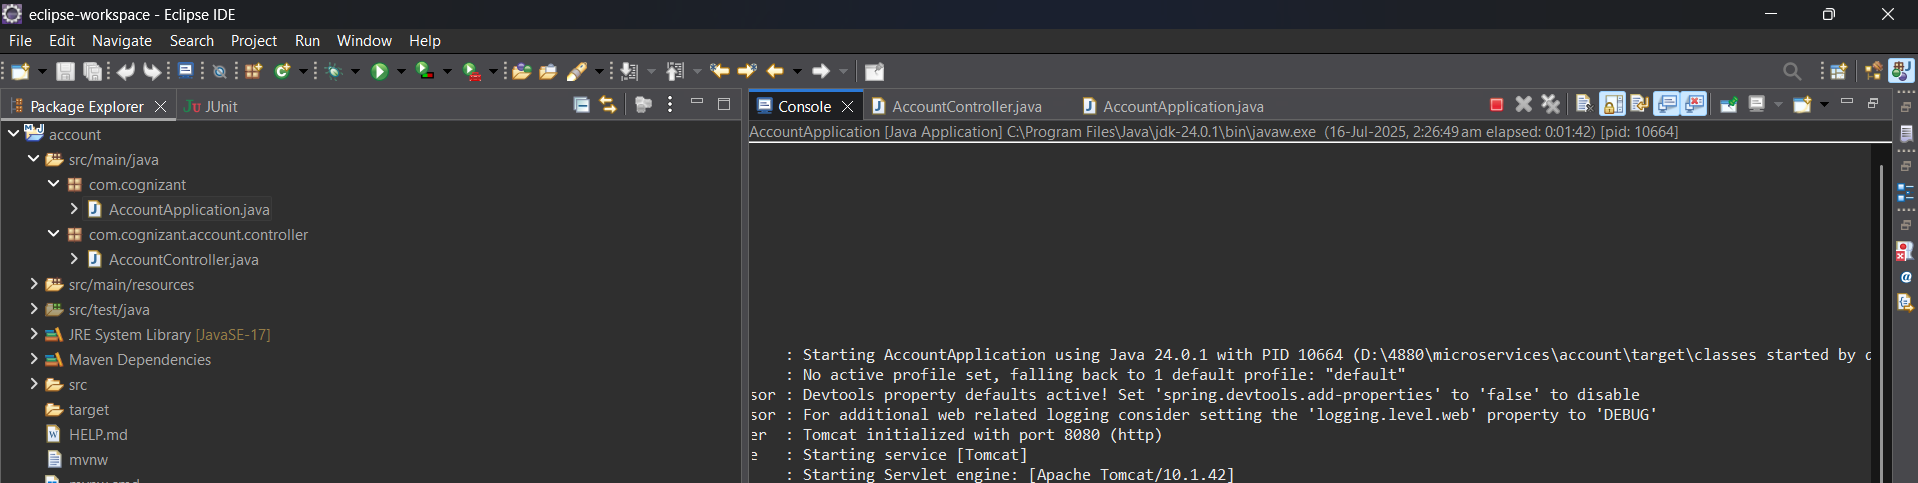 eclipse-workspace - Eclipse IDE
File Edit Navigate Search Project Run Window Help
Package Explorer
JUnit
account
src/main/java
com.cognizant
AccountApplication.java
com.cognizant.account.controller
AccountController.java
src/main/resources
src/test/java
JRE System Library [JavaSE-17]
Maven Dependencies
src
target
HELP.md
mvnw
Console
AccountController.java
AccountApplication.java
AccountApplication [Java Application] C:\Program Files\Java\jdk-24.0.1\bin\javaw.exe (16-Jul-2025, 2:26:49 am elapsed: 0:01:42) [pid: 10664]
: Starting AccountApplication using Java 24.0.1 with PID 10664 (D:\4880\microservices\account\target\classes started by
: No active profile set, falling back to 1 default profile: "default"
sor : Devtools property defaults active! Set 'spring.devtools.add-properties' to 'false' to disable
sor : For additional web related logging consider setting the 'logging.level.web' property to 'DEBUG'
er : Tomcat initialized with port 8080 (http)
e : Starting service [Tomcat]
: Starting Servlet engine: [Apache Tomcat/10.1.42]